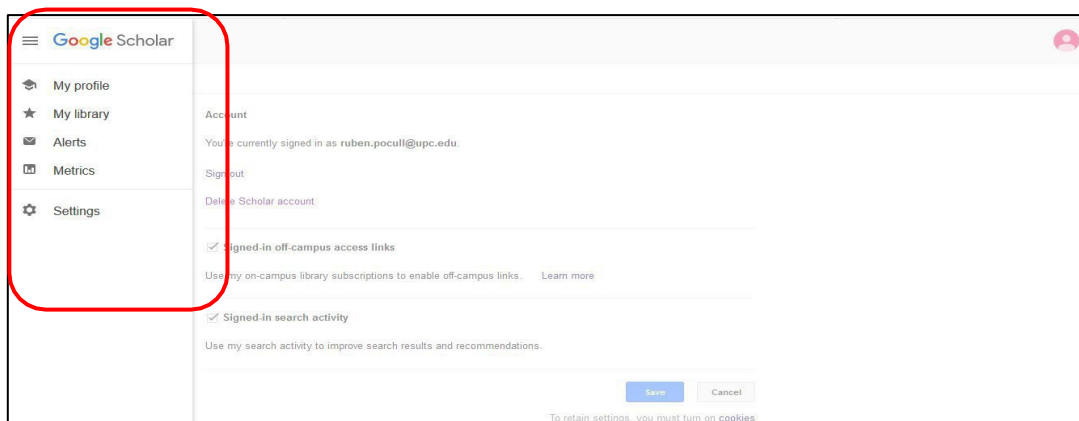 Google Scholar
My profile
My library
Alerts
Metrics
Settings
Account
You're currently signed in as ruben.pocull@upc.edu.
Sign out
Delete Scholar account
Signed-in off-campus access links
Use my on-campus library subscriptions to enable off-campus links. Learn more
Signed-in search activity
Use my search activity to improve search results and recommendations.
Save Cancel
To retain settings, you must turn on cookies